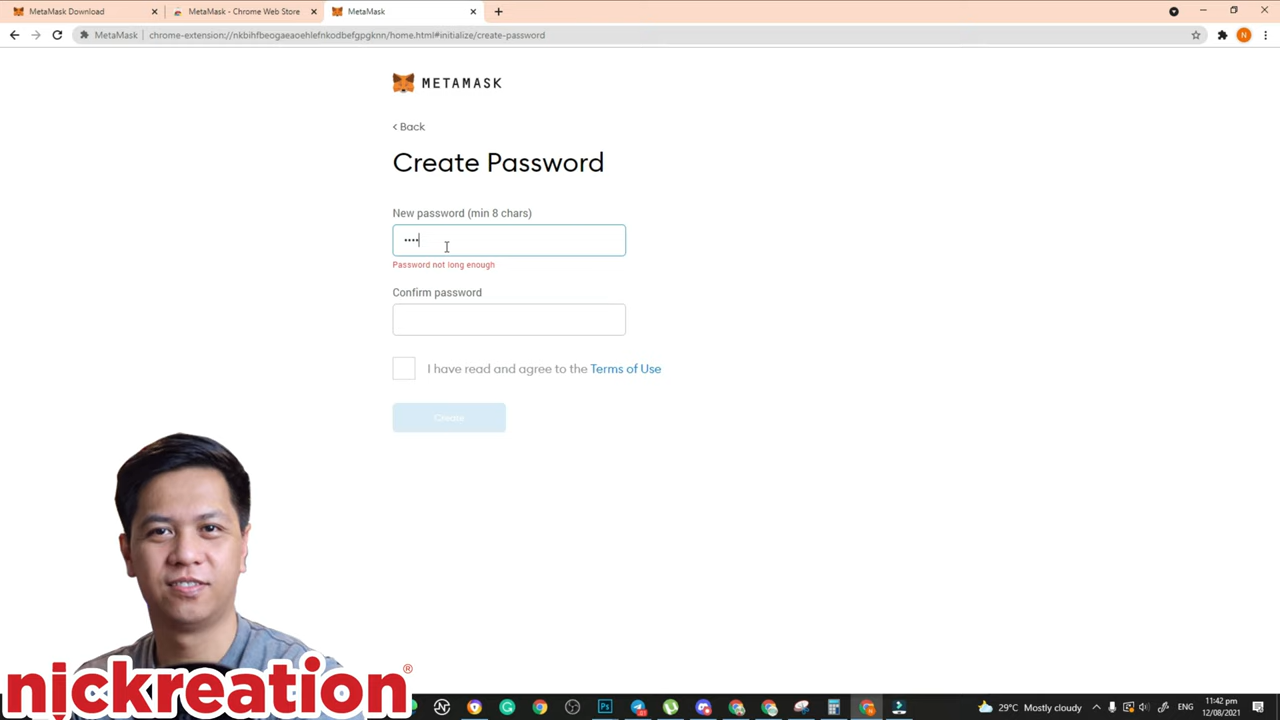 MetaMask Download
MetaMask - Chrome Web Store
MetaMask
MetaMask
chrome-extension://nkbihfbeogaeaoehlefnkodbefgpgknn/home.html#initialize/create-password
N
METAMASK
< Back
Create Password
New password (min 8 chars)
••••
Password not long enough
Confirm password
I have read and agree to the Terms of Use
Create
nickreation®
29°C Mostly cloudy
ENG
11:42 pm
12/08/2021